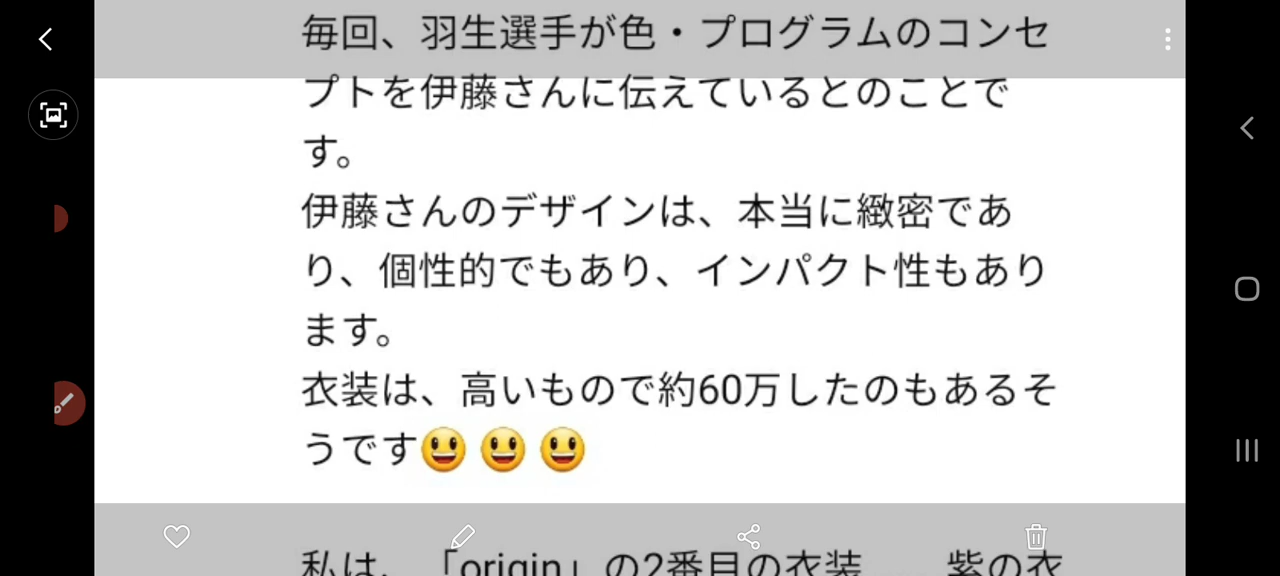 毎回、羽生選手が色・プログラムのコンセ
プトを伊藤さんに伝えているとのことで
す。
伊藤さんのデザインは、本当に緻密であ
り、個性的でもあり、インパクト性もあり
ます。
衣装は、高いもので約60万したのもあるそ
うです😃😃😃
私は、「origin」の2番目の衣装
紫の衣